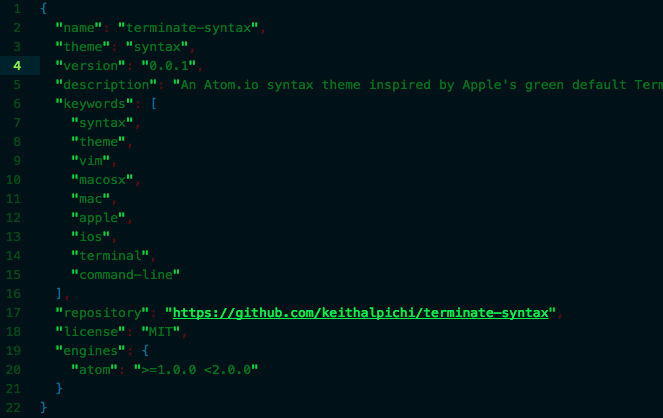 1 {
2 "name": "terminate-syntax",
3 "theme": "syntax",
4 "version": "0.0.1",
5 "description": "An Atom.io syntax theme inspired by Apple's green default Term
6 "keywords": [
7 "syntax",
8 "theme",
9 "vim",
10 "macosx",
11 "mac",
12 "apple",
13 "ios",
14 "terminal",
15 "command-line"
16 ],
17 "repository": "https://github.com/keithalpichi/terminate-syntax",
18 "license": "MIT",
19 "engines": {
20 "atom": ">=1.0.0 <2.0.0"
21 }
22 }